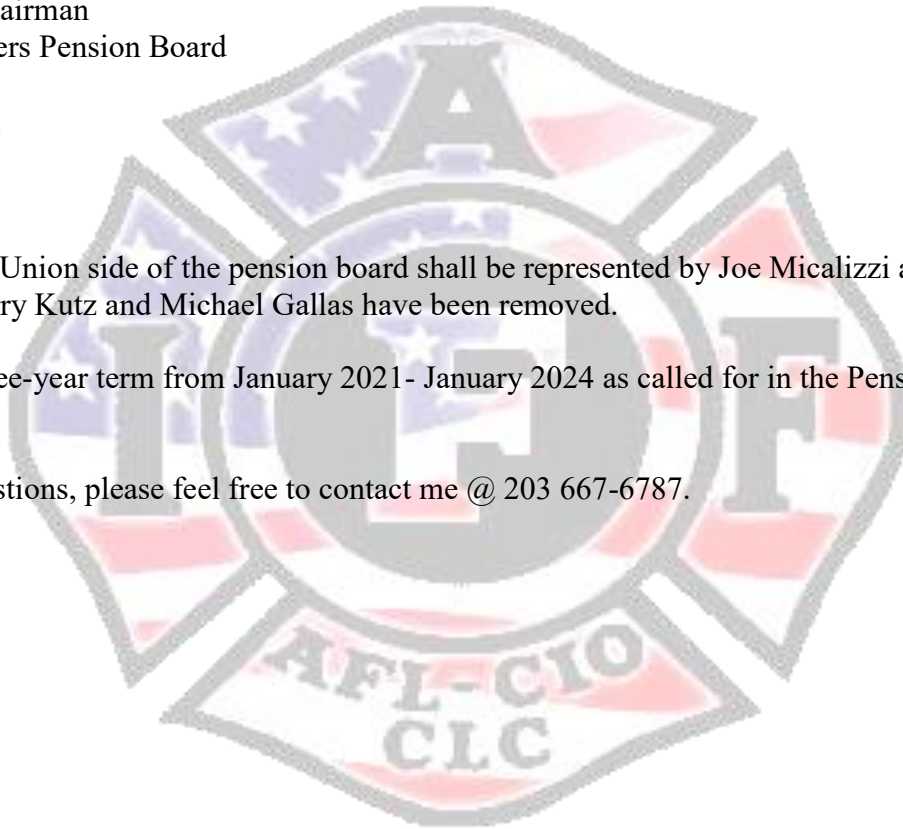 airman
ers Pension Board
Union side of the pension board shall be represented by Joe Micalizzi a
ry Kutz and Michael Gallas have been removed.
ee-year term from January 2021- January 2024 as called for in the Pens
stions, please feel free to contact me @ 203 667-6787.
A
I F F
AFL-CIO
CLC